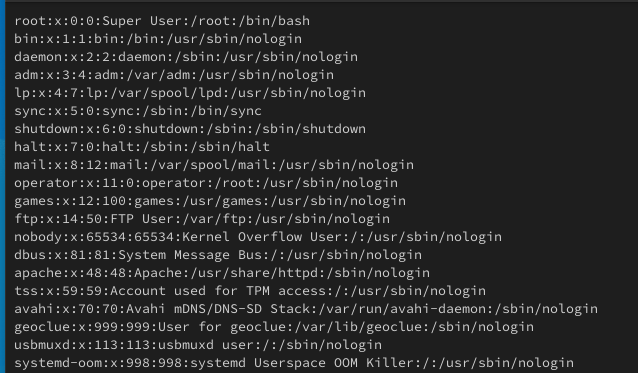 root:x:0:0:Super User:/root:/bin/bash
bin:x:1:1:bin:/bin:/usr/sbin/nologin
daemon:x:2:2:daemon:/sbin:/usr/sbin/nologin
adm:x:3:4:adm:/var/adm:/usr/sbin/nologin
lp:x:4:7:lp:/var/spool/lpd:/usr/sbin/nologin
sync:x:5:0:sync:/sbin:/bin/sync
shutdown:x:6:0:shutdown:/sbin:/sbin/shutdown
halt:x:7:0:halt:/sbin:/sbin/halt
mail:x:8:12:mail:/var/spool/mail:/usr/sbin/nologin
operator:x:11:0:operator:/root:/usr/sbin/nologin
games:x:12:100:games:/usr/games:/usr/sbin/nologin
ftp:x:14:50:FTP User:/var/ftp:/usr/sbin/nologin
nobody:x:65534:65534:Kernel Overflow User:/:/usr/sbin/nologin
dbus:x:81:81:System Message Bus:/:/usr/sbin/nologin
apache:x:48:48:Apache:/usr/share/httpd:/sbin/nologin
tss:x:59:59:Account used for TPM access:/:/usr/sbin/nologin
avahi:x:70:70:Avahi mDNS/DNS-SD Stack:/var/run/avahi-daemon:/sbin/nologin
geoclue:x:999:999:User for geoclue:/var/lib/geoclue:/sbin/nologin
usbmuxd:x:113:113:usbmuxd user:/:/sbin/nologin
systemd-oom:x:998:998:systemd Userspace OOM Killer:/:/usr/sbin/nologin